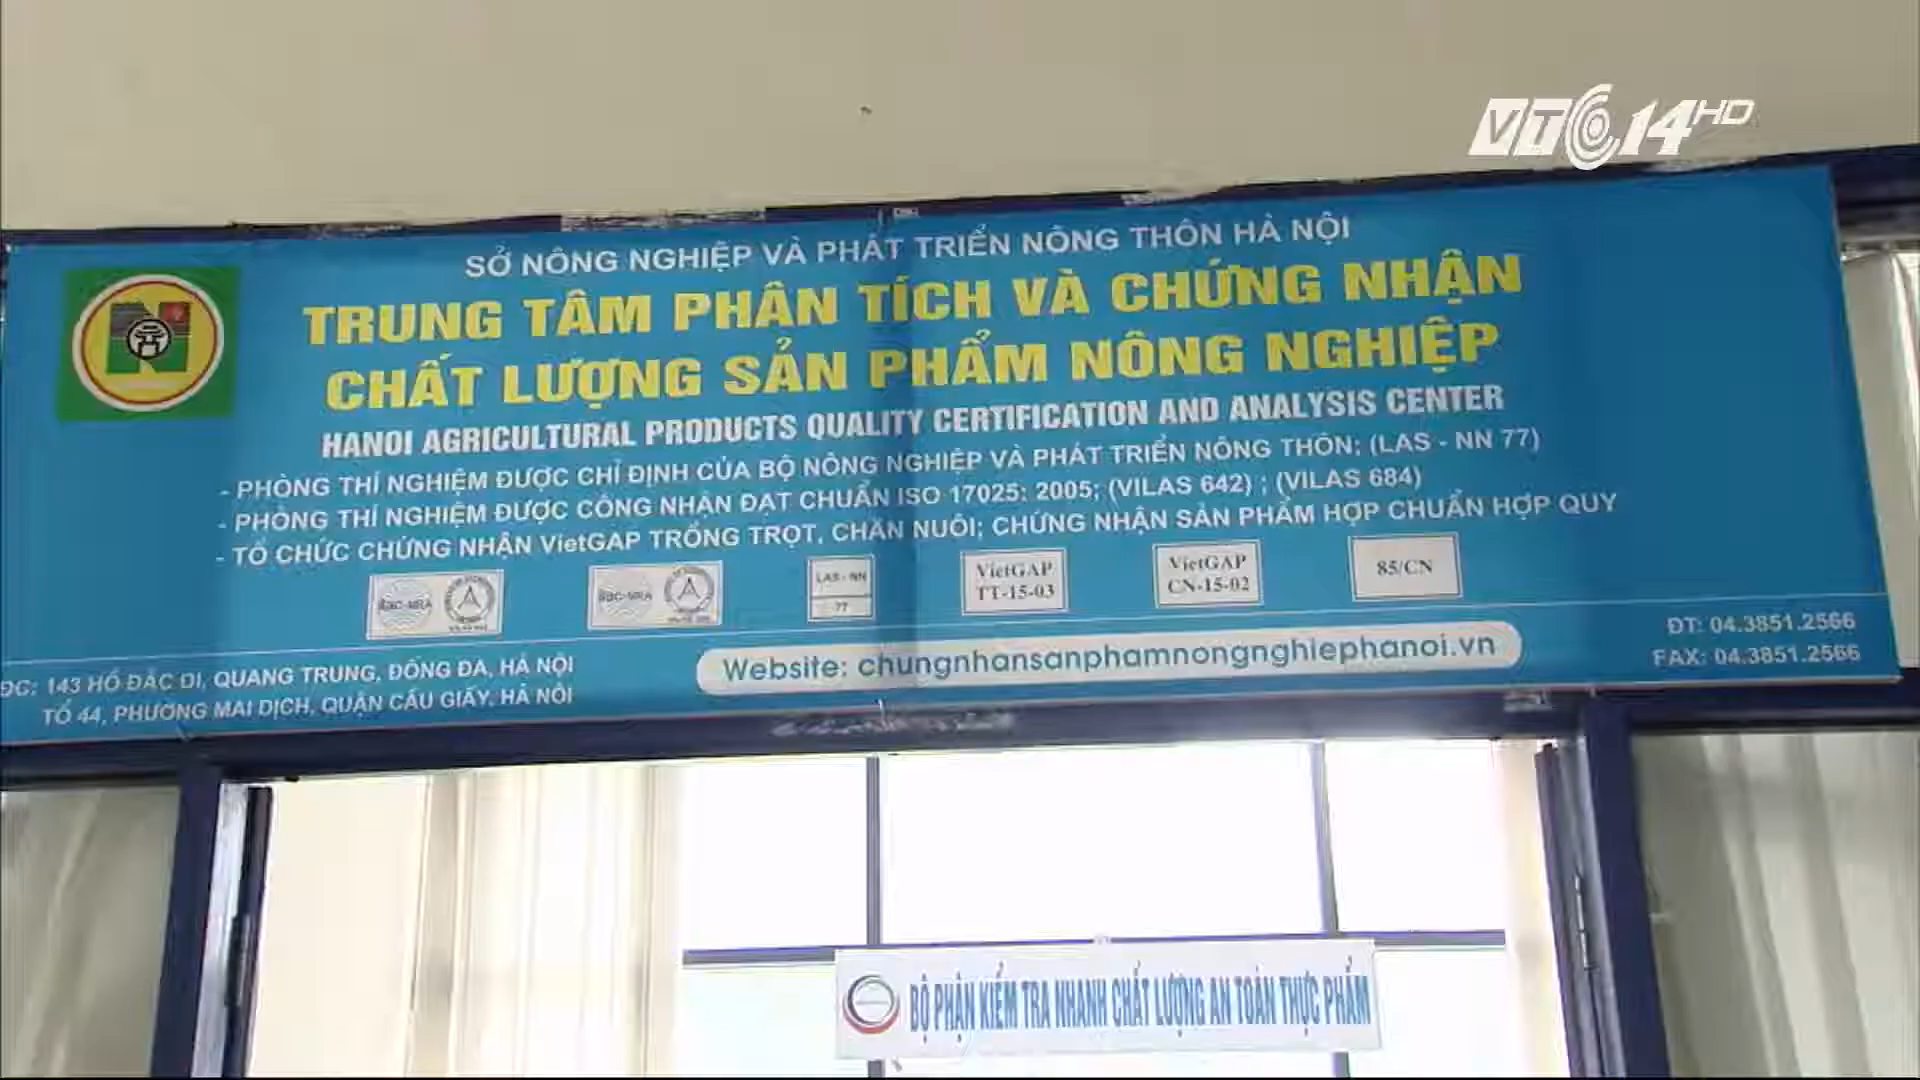 VTC14 HD
SỞ NÔNG NGHIỆP VÀ PHÁT TRIỂN NÔNG THÔN HÀ NỘI
TRUNG TÂM PHÂN TÍCH VÀ CHỨNG NHẬN
CHẤT LƯỢNG SẢN PHẨM NÔNG NGHIỆP
HANOI AGRICULTURAL PRODUCTS QUALITY CERTIFICATION AND ANALYSIS CENTER
- PHÒNG THÍ NGHIỆM ĐƯỢC CHỈ ĐỊNH CỦA BỘ NÔNG NGHIỆP VÀ PHÁT TRIỂN NÔNG THÔN; (LAS - NN 77)
- PHÒNG THÍ NGHIỆM ĐƯỢC CÔNG NHẬN ĐẠT CHUẨN ISO 17025: 2005; (VILAS 642) ; (VILAS 684)
- TỔ CHỨC CHỨNG NHẬN VietGAP TRỒNG TRỌT, CHĂN NUÔI; CHỨNG NHẬN SẢN PHẨM HỢP CHUẨN HỢP QUY
LAS - NN
77
VietGAP
TT-15-03
VietGAP
CN-15-02
85/CN
ĐC: 143 HỒ ĐẮC DI, QUANG TRUNG, ĐỐNG ĐA, HÀ NỘI
TỔ 44, PHƯỜNG MAI DỊCH, QUẬN CẦU GIẤY, HÀ NỘI
Website: chungnhansanphamnongnghiephanoi.vn
ĐT: 04.3851.2566
FAX: 04.3851.2566
BỘ PHẬN KIỂM TRA NHANH CHẤT LƯỢNG AN TOÀN THỰC PHẨM